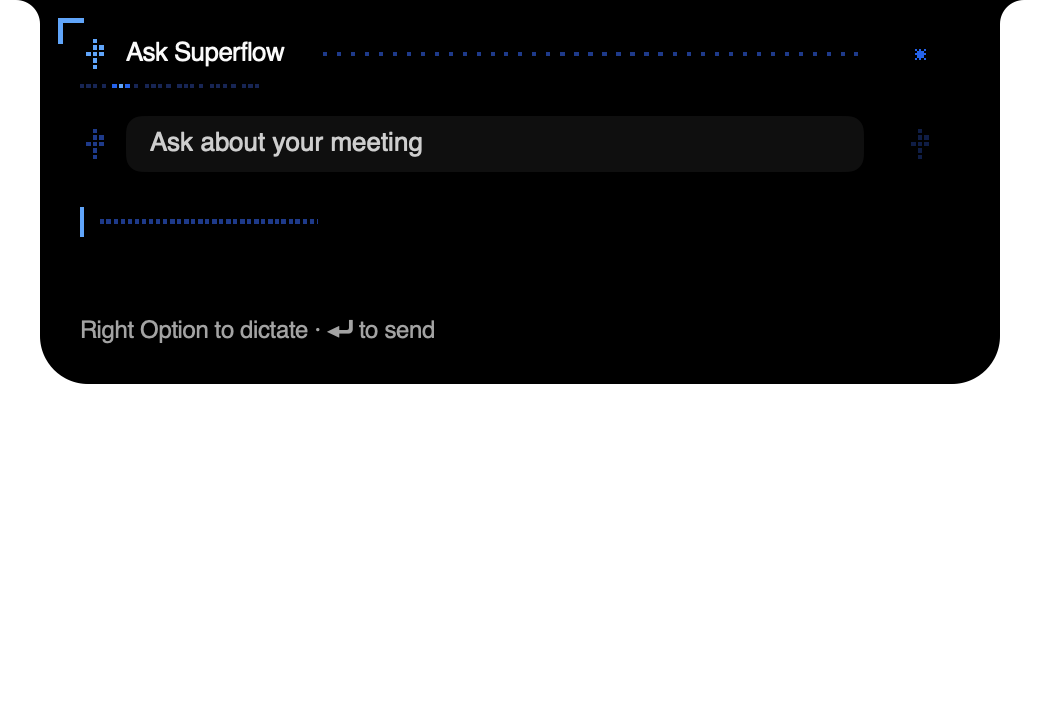 Ask Superflow
Ask about your meeting
Right Option to dictate · ↵ to send